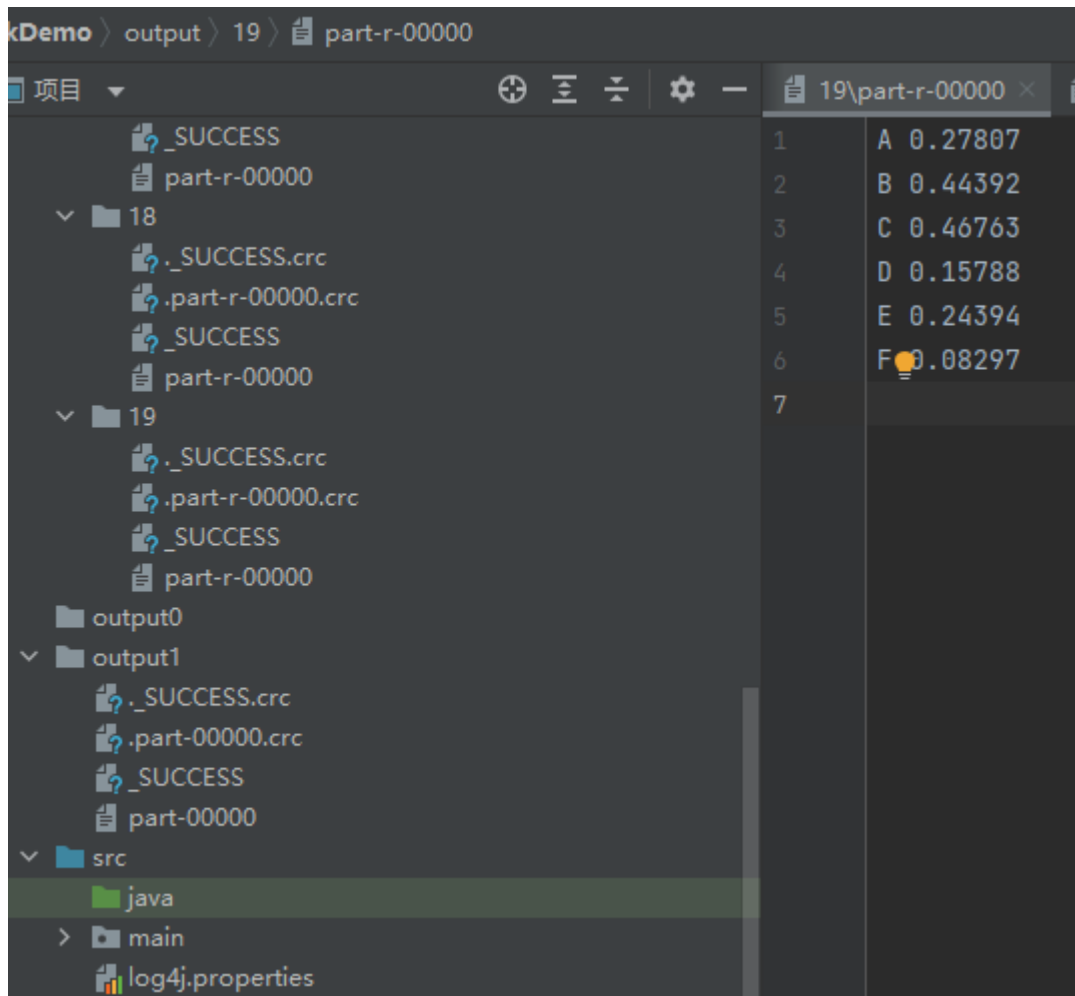 kDemo 〉 output 〉 19 〉 part-r-00000
项目
19\part-r-00000
_SUCCESS
part-r-00000
18
._SUCCESS.crc
.part-r-00000.crc
_SUCCESS
part-r-00000
19
._SUCCESS.crc
.part-r-00000.crc
_SUCCESS
part-r-00000
output0
output1
._SUCCESS.crc
.part-00000.crc
_SUCCESS
part-00000
src
java
main
log4j.properties
1 A 0.27807
2 B 0.44392
3 C 0.46763
4 D 0.15788
5 E 0.24394
6 F 0.08297
7